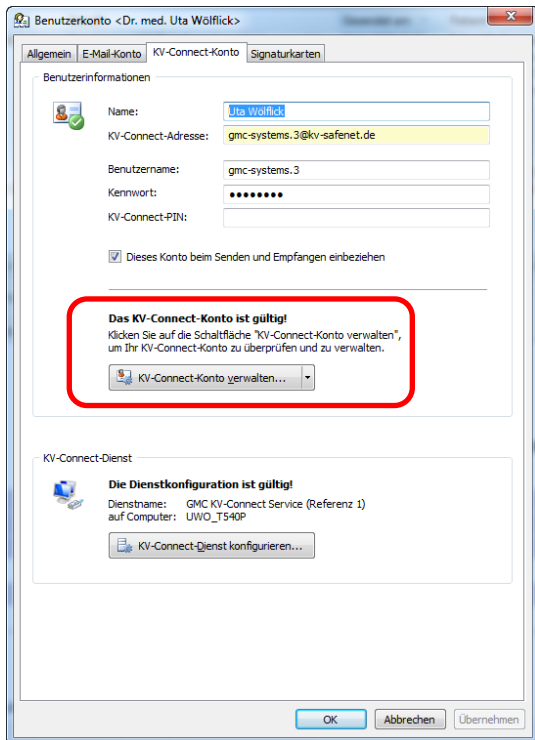 Benutzerkonto <Dr. med. Uta Wölflick>
Allgemein E-Mail-Konto KV-Connect-Konto Signaturkarten
Benutzerinformationen
Name: Uta Wölflick
KV-Connect-Adresse: gmc-systems.3@kv-safenet.de
Benutzername: gmc-systems.3
Kennwort: ●●●●●●●●
KV-Connect-PIN:
Dieses Konto beim Senden und Empfangen einbeziehen
Das KV-Connect-Konto ist gültig!
Klicken Sie auf die Schaltfläche "KV-Connect-Konto verwalten",
um Ihr KV-Connect-Konto zu überprüfen und zu verwalten.
KV-Connect-Konto verwalten...
KV-Connect-Dienst
Die Dienstkonfiguration ist gültig!
Dienstname: GMC KV-Connect Service (Referenz 1)
auf Computer: UWO_T540P
KV-Connect-Dienst konfigurieren...
OK Abbrechen Übernehmen